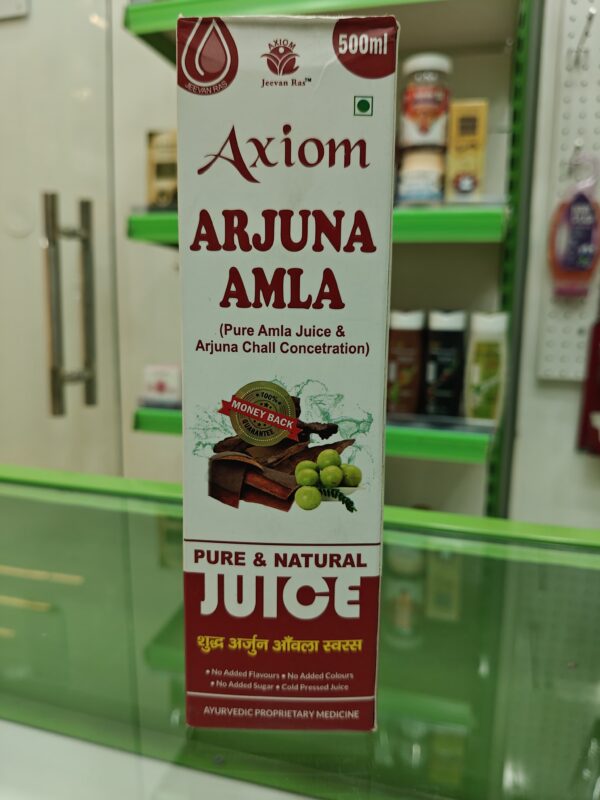 JEEVAN RAS
AXIOM
Jeevan Ras™
500ml
Axiom
ARJUNA
AMLA
(Pure Amla Juice &
Arjuna Chall Concetration)
100%
MONEY BACK
GUARANTEE
PURE & NATURAL
JUICE
शुद्ध अर्जुन आँवला स्वरस
• No Added Flavours • No Added Colours
• No Added Sugar • Cold Pressed Juice
AYURVEDIC PROPRIETARY MEDICINE